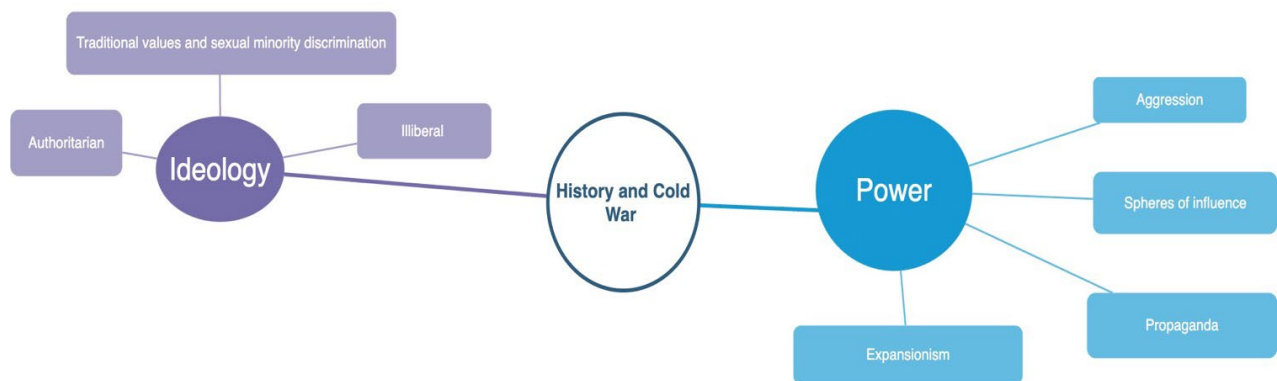 Traditional values and sexual minority discrimination
Authoritarian
Illiberal
Ideology
History and Cold
War
Power
Aggression
Spheres of influence
Propaganda
Expansionism